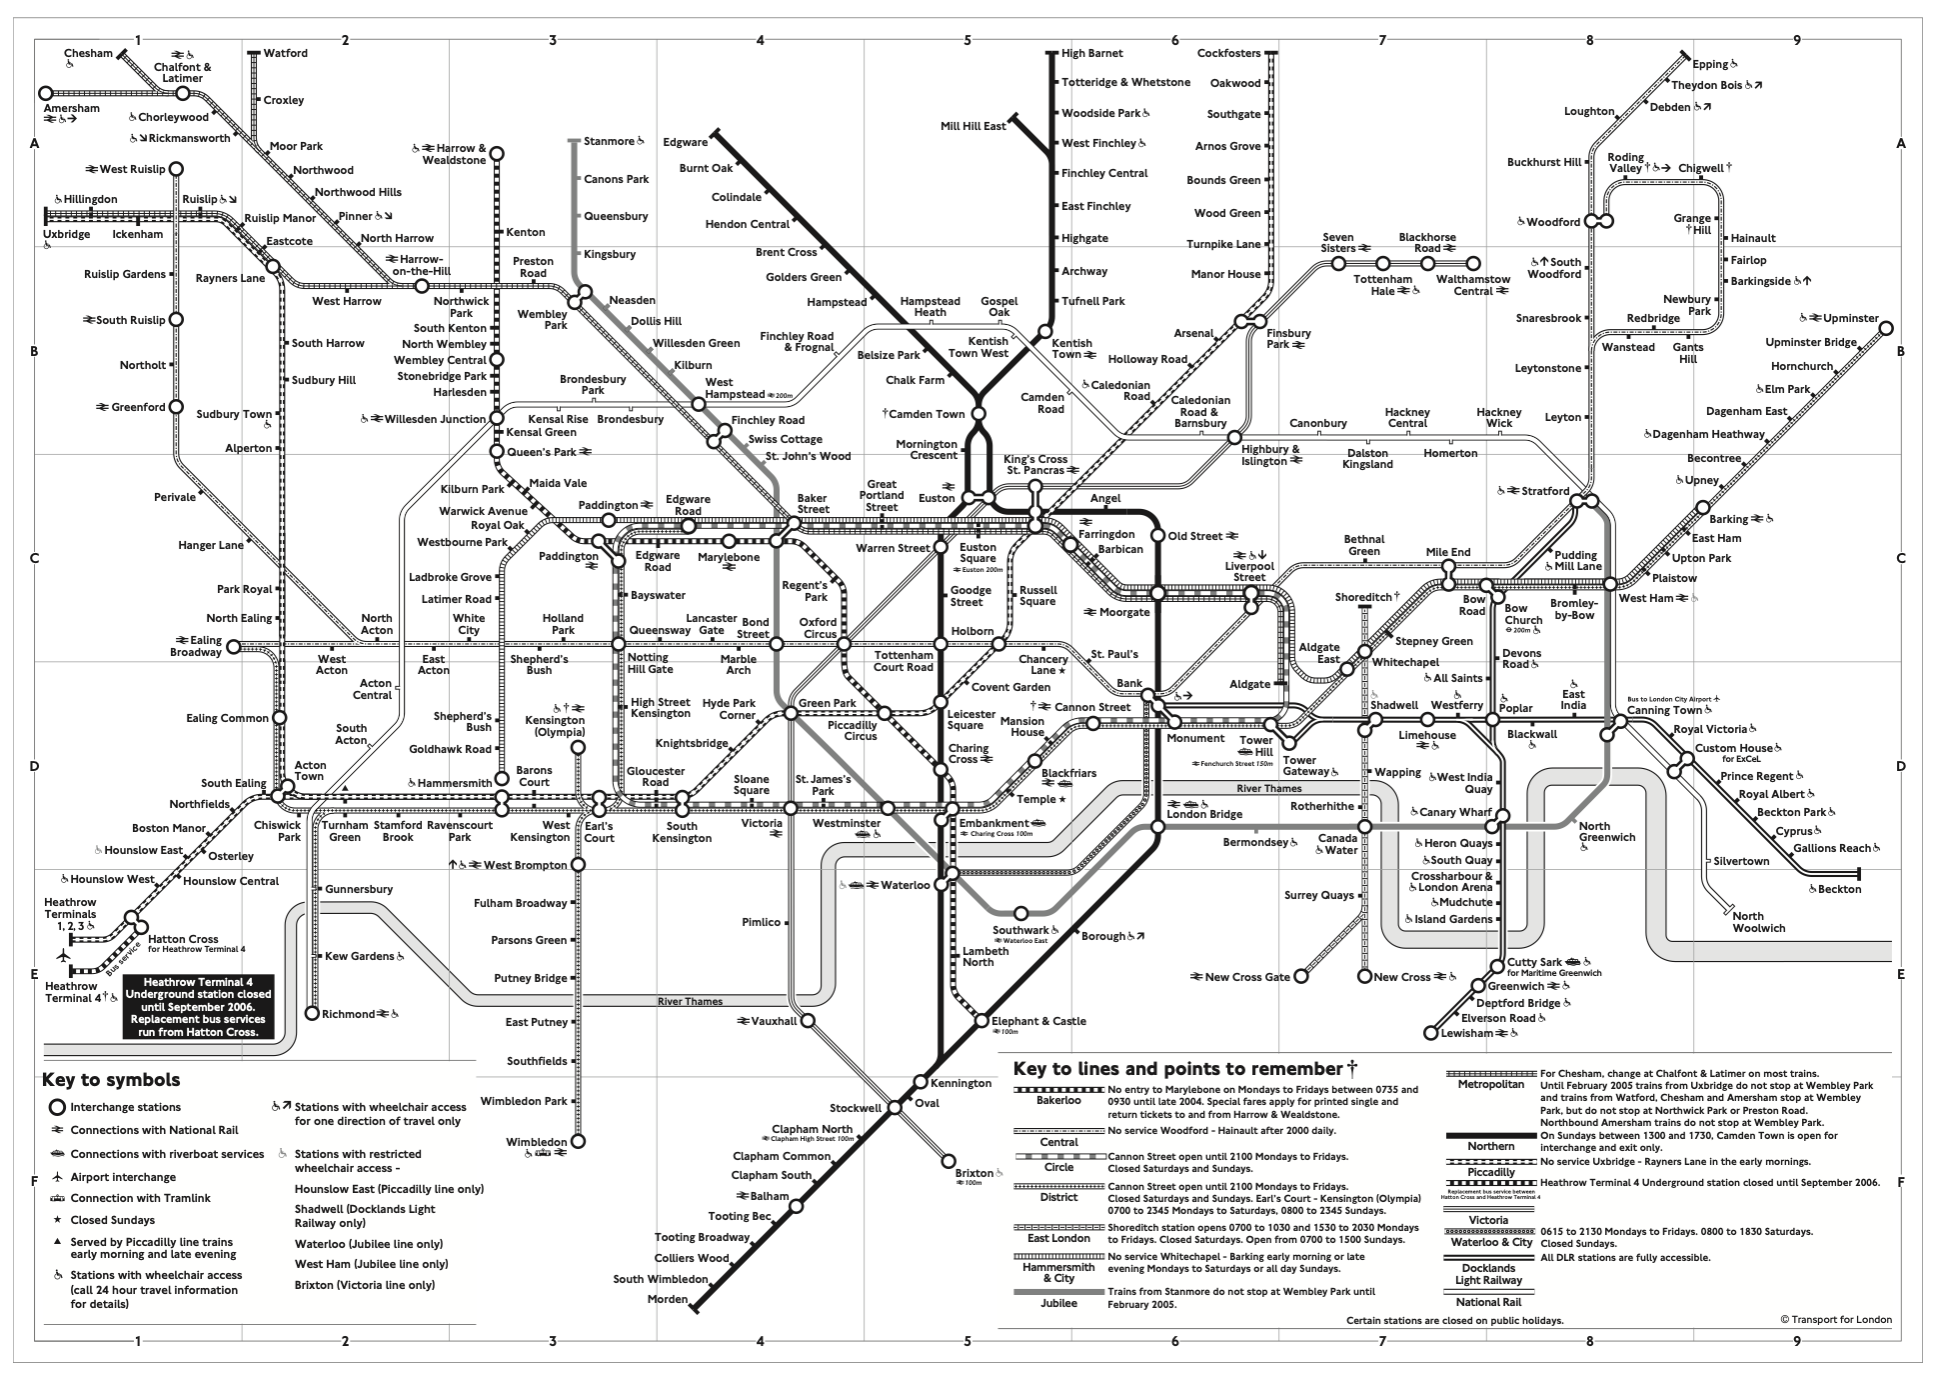 1 2 3 4 5 6 7 8 9
A
B
C
D
E
F
Chesham
Chalfont &
Latimer
Watford
Amersham
Croxley
Chorleywood
Rickmansworth
Moor Park
West Ruislip
Northwood
Northwood Hills
Hillingdon
Ruislip
Ruislip Manor
Pinner
Uxbridge
Ickenham
Eastcote
North Harrow
Harrow-
on-the-Hill
Ruislip Gardens
Rayners Lane
West Harrow
Northwick
Park
Preston
Road
South Ruislip
South Harrow
Northolt
Sudbury Hill
Greenford
Sudbury Town
Alperton
Perivale
Hanger Lane
Park Royal
North Ealing
Ealing
Broadway
Harrow &
Wealdstone
Kenton
South Kenton
North Wembley
Wembley Central
Stonebridge Park
Harlesden
Willesden Junction
Kensal Green
Queen's Park
Kilburn Park
Maida Vale
Warwick Avenue
Royal Oak
Westbourne Park
Ladbroke Grove
Latimer Road
Stanmore
Canons Park
Queensbury
Kingsbury
Wembley
Park
Neasden
Dollis Hill
Willesden Green
Kilburn
West
Hampstead
200m
Finchley Road
Swiss Cottage
St. John's Wood
Brondesbury
Park
Kensal Rise
Brondesbury
Finchley Road
& Frognal
Hampstead
Heath
Gospel
Oak
Kentish
Town West
Camden
Road
Caledonian
Road &
Barnsbury
Highbury &
Islington
Canonbury
Dalston
Kingsland
Hackney
Central
Homerton
Hackney
Wick
Stratford
Edgware
Burnt Oak
Colindale
Hendon Central
Brent Cross
Golders Green
Hampstead
Belsize Park
Chalk Farm
†Camden Town
Mornington
Crescent
Euston
Mill Hill East
High Barnet
Totteridge & Whetstone
Woodside Park
West Finchley
Finchley Central
East Finchley
Highgate
Archway
Tufnell Park
Kentish
Town
Cockfosters
Oakwood
Southgate
Arnos Grove
Bounds Green
Wood Green
Turnpike Lane
Manor House
Arsenal
Finsbury
Park
Holloway Road
Caledonian
Road
King's Cross
St. Pancras
Seven
Sisters
Tottenham
Hale
Blackhorse
Road
Walthamstow
Central
Epping
Theydon Bois
Debden
Loughton
Buckhurst Hill
Roding
Valley †
Chigwell †
Woodford
Grange
†Hill
Hainault
Fairlop
Barkingside
Newbury
Park
South
Woodford
Snaresbrook
Redbridge
Wanstead
Gants
Hill
Leytonstone
Leyton
Upminster
Upminster Bridge
Hornchurch
Elm Park
Dagenham East
Dagenham Heathway
Becontree
Upney
Barking
East Ham
Upton Park
Plaistow
West Ham
Paddington
Edgware
Road
Baker
Street
Great
Portland
Street
Paddington
Edgware
Road
Marylebone
Warren Street
Euston
Square
Euston 200m
Angel
Old Street
Farringdon
Barbican
Moorgate
Liverpool
Street
Bethnal
Green
Mile End
Pudding
Mill Lane
Bow
Road
Bow
Church
200m
Bromley-
by-Bow
Shoreditch †
Stepney Green
Aldgate
East
Whitechapel
Aldgate
Devons
Road
All Saints
Regent's
Park
Goodge
Street
Russell
Square
Bayswater
North
Acton
West
Acton
East
Acton
White
City
Shepherd's
Bush
Holland
Park
Notting
Hill Gate
Queensway
Lancaster
Gate
Marble
Arch
Bond
Street
Oxford
Circus
Tottenham
Court Road
Holborn
Chancery
Lane ★
St. Paul's
Bank
Covent Garden
Leicester
Square
Charing
Cross
Piccadilly
Circus
Green Park
Hyde Park
Corner
Knightsbridge
High Street
Kensington
Kensington
(Olympia)
Shepherd's
Bush
Goldhawk Road
Hammersmith
Acton
Central
South
Acton
Ealing Common
South Ealing
Acton
Town
Northfields
Boston Manor
Hounslow East
Osterley
Hounslow West
Hounslow Central
Heathrow
Terminals
1, 2, 3
Hatton Cross
for Heathrow Terminal 4
Bus service
Heathrow
Terminal 4†
Heathrow Terminal 4
Underground station closed
until September 2006.
Replacement bus services
run from Hatton Cross.
Chiswick
Park
Turnham
Green
Stamford
Brook
Ravenscourt
Park
Barons
Court
West
Kensington
Earl's
Court
Gloucester
Road
South
Kensington
Sloane
Square
Victoria
St. James's
Park
Westminster
Embankment
Charing Cross 100m
Temple ★
Blackfriars
Mansion
House
Cannon Street
Monument
Tower
Hill
Fenchurch Street 150m
Tower
Gateway
Shadwell
Limehouse
Westferry
Poplar
Blackwall
East
India
Bus to London City Airport
Canning Town
Royal Victoria
Custom House
for ExCeL
Prince Regent
Royal Albert
Beckton Park
Cyprus
Gallions Reach
Beckton
Silvertown
North
Woolwich
North
Greenwich
West India
Quay
Canary Wharf
Heron Quays
South Quay
Crossharbour &
London Arena
Mudchute
Island Gardens
Cutty Sark
for Maritime Greenwich
Greenwich
Deptford Bridge
Elverson Road
Lewisham
Wapping
Rotherhithe
Canada
Water
Surrey Quays
New Cross Gate
New Cross
River Thames
London Bridge
Bermondsey
Borough
Southwark
Waterloo East
Waterloo
Lambeth
North
Elephant & Castle
100m
Gunnersbury
Kew Gardens
Richmond
West Brompton
Fulham Broadway
Parsons Green
Putney Bridge
River Thames
East Putney
Southfields
Wimbledon Park
Wimbledon
Pimlico
Vauxhall
Kennington
Oval
Stockwell
Clapham North
Clapham High Street 100m
Clapham Common
Clapham South
Balham
Tooting Bec
Tooting Broadway
Colliers Wood
South Wimbledon
Morden
Brixton
100m
Key to symbols
Interchange stations
Connections with National Rail
Connections with riverboat services
Airport interchange
Connection with Tramlink
★ Closed Sundays
▲ Served by Piccadilly line trains
early morning and late evening
Stations with wheelchair access
(call 24 hour travel information
for details)
Stations with wheelchair access
for one direction of travel only
Stations with restricted
wheelchair access -
Hounslow East (Piccadilly line only)
Shadwell (Docklands Light
Railway only)
Waterloo (Jubilee line only)
West Ham (Jubilee line only)
Brixton (Victoria line only)
Key to lines and points to remember †
Bakerloo
No entry to Marylebone on Mondays to Fridays between 0735 and
0930 until late 2004. Special fares apply for printed single and
return tickets to and from Harrow & Wealdstone.
Central
No service Woodford - Hainault after 2000 daily.
Circle
Cannon Street open until 2100 Mondays to Fridays.
Closed Saturdays and Sundays.
District
Cannon Street open until 2100 Mondays to Fridays.
Closed Saturdays and Sundays. Earl's Court - Kensington (Olympia)
0700 to 2345 Mondays to Saturdays, 0800 to 2345 Sundays.
East London
Shoreditch station opens 0700 to 1030 and 1530 to 2030 Mondays
to Fridays. Closed Saturdays. Open from 0700 to 1500 Sundays.
Hammersmith
& City
No service Whitechapel - Barking early morning or late
evening Mondays to Saturdays or all day Sundays.
Jubilee
Trains from Stanmore do not stop at Wembley Park until
February 2005.
Metropolitan
For Chesham, change at Chalfont & Latimer on most trains.
Until February 2005 trains from Uxbridge do not stop at Wembley Park
and trains from Watford, Chesham and Amersham stop at Wembley
Park, but do not stop at Northwick Park or Preston Road.
Northbound Amersham trains do not stop at Wembley Park.
Northern
On Sundays between 1300 and 1730, Camden Town is open for
interchange and exit only.
Piccadilly
No service Uxbridge - Rayners Lane in the early mornings.
Heathrow Terminal 4 Underground station closed until September 2006.
Replacement bus service between
Hatton Cross and Heathrow Terminal 4
Victoria
Waterloo & City
0615 to 2130 Mondays to Fridays. 0800 to 1830 Saturdays.
Closed Sundays.
Docklands
Light Railway
All DLR stations are fully accessible.
National Rail
Certain stations are closed on public holidays.
© Transport for London
1 2 3 4 5 6 7 8 9